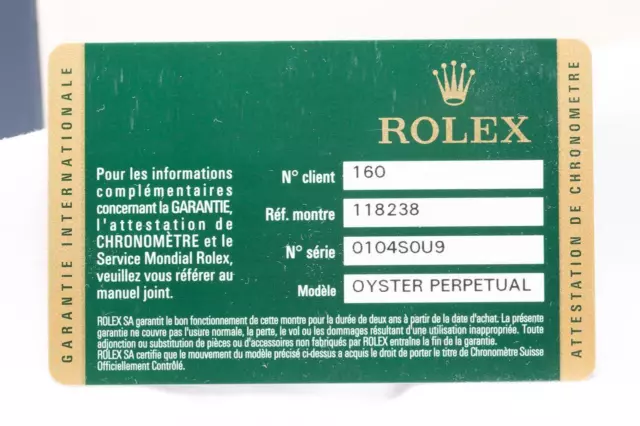 GARANTIE INTERNATIONALE
ROLEX
Pour les informations
complémentaires
concernant la GARANTIE,
l'attestation de
CHRONOMÈTRE et le
Service Mondial Rolex,
veuillez vous référer au
manuel joint.
N° client 160
Réf. montre 118238
N° série 0104S0U9
Modèle OYSTER PERPETUAL
ROLEX SA garantit le bon fonctionnement de cette montre pour la durée de deux ans à partir de la date d'achat. La présente
garantie ne couvre pas l'usure normale, la perte, le vol ou les dommages résultant d'une utilisation inappropriée. Toute
adjonction ou substitution de pièces ou d'accessoires non fabriqués par ROLEX entraîne la fin de la garantie.
ROLEX SA certifie que le mouvement du modèle précisé ci-dessus a acquis le droit de porter le titre de Chronomètre Suisse
Officiellement Contrôlé.
ATTESTATION DE CHRONOMETRE